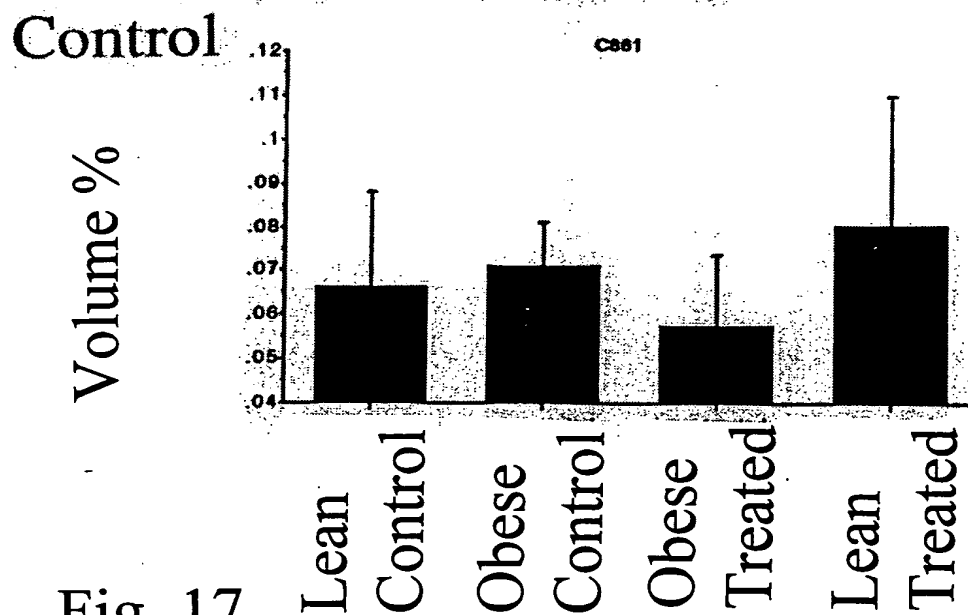 Control
C661
.12
.11
.1
.09
.08
.07
.06
.05
.04
Volume %
Lean
Control
Obese
Control
Obese
Treated
Lean
Treated
Fig. 17